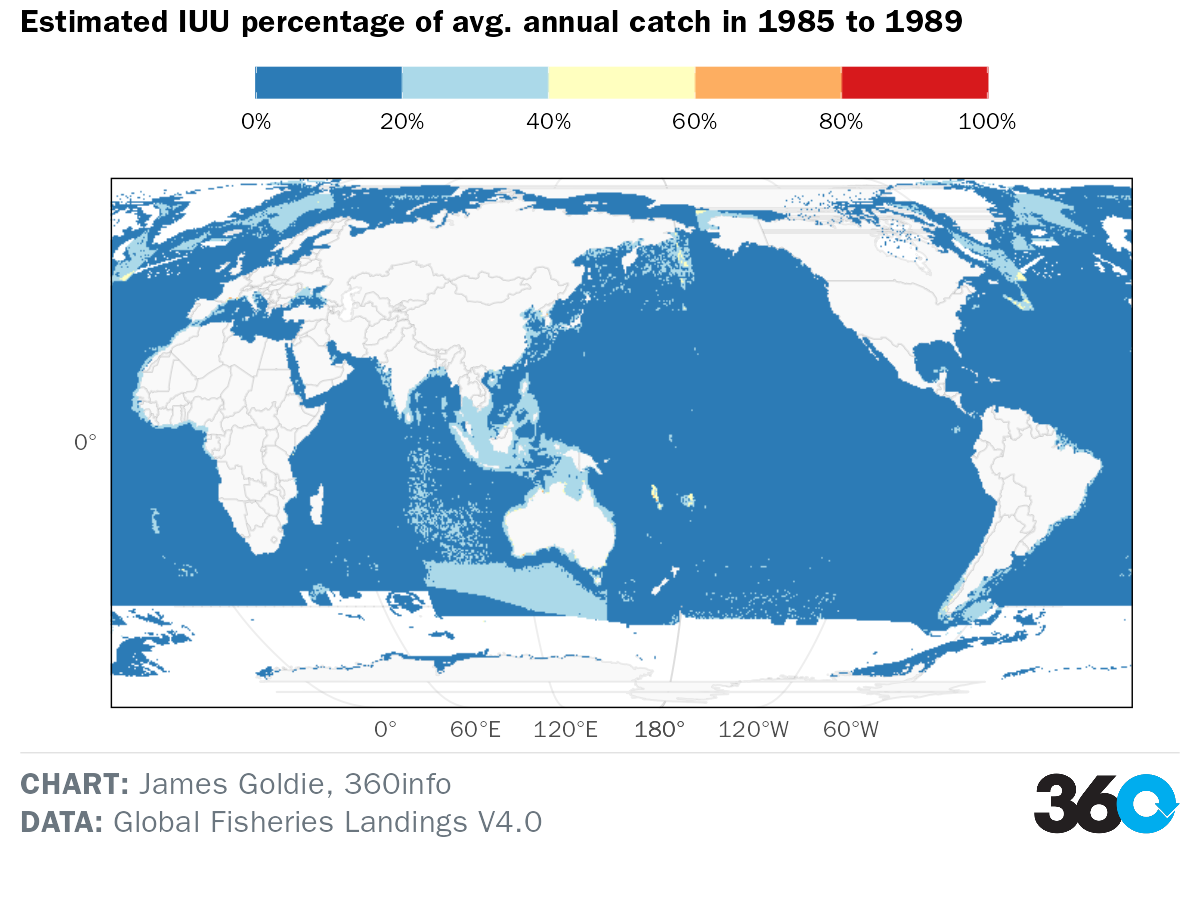 Estimated IUU percentage of avg. annual catch in 1985 to 1989
0% 20% 40% 60% 80% 100%
0°
0° 60°E 120°E 180° 120°W 60°W
CHART: James Goldie, 360info
DATA: Global Fisheries Landings V4.0
360